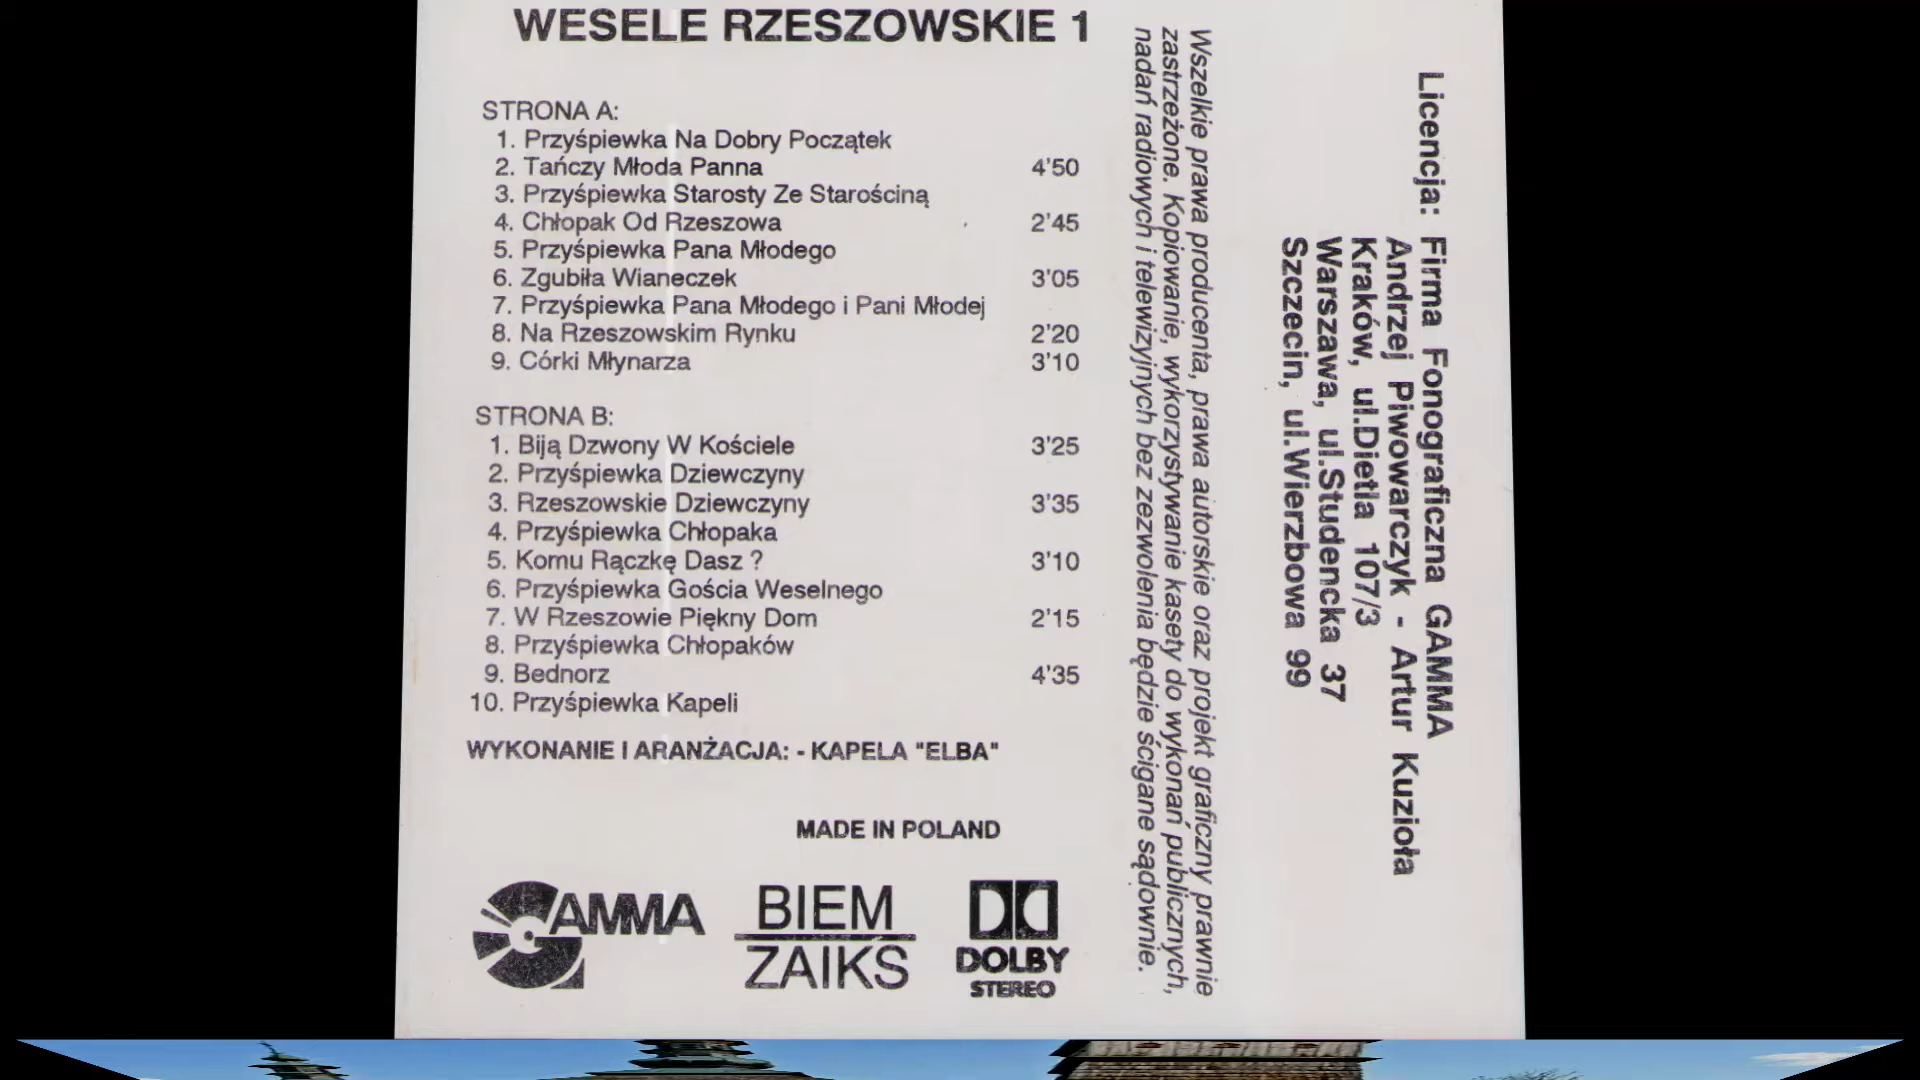 WESELE RZESZOWSKIE 1
STRONA A:
1. Przyśpiewka Na Dobry Początek
2. Tańczy Młoda Panna 4'50
3. Przyśpiewka Starosty Ze Starościną
4. Chłopak Od Rzeszowa 2'45
5. Przyśpiewka Pana Młodego
6. Zgubiła Wianeczek 3'05
7. Przyśpiewka Pana Młodego i Pani Młodej
8. Na Rzeszowskim Rynku 2'20
9. Córki Młynarza 3'10
STRONA B:
1. Biją Dzwony W Kościele 3'25
2. Przyśpiewka Dziewczyny
3. Rzeszowskie Dziewczyny 3'35
4. Przyśpiewka Chłopaka
5. Komu Rączkę Dasz ? 3'10
6. Przyśpiewka Gościa Weselnego
7. W Rzeszowie Piękny Dom 2'15
8. Przyśpiewka Chłopaków
9. Bednorz 4'35
10. Przyśpiewka Kapeli
WYKONANIE I ARANŻACJA: - KAPELA "ELBA"
MADE IN POLAND
GAMMA
BIEM
ZAIKS
DOLBY
STEREO
Wszelkie prawa producenta, prawa autorskie oraz projekt graficzny prawnie
zastrzeżone. Kopiowanie, wykorzystywanie kasety do wykonań publicznych,
nadań radiowych i telewizyjnych bez zezwolenia będzie ścigane sądownie.
Licencja: Firma Fonograficzna GAMMA
Andrzej Piwowarczyk - Artur Kuzioła
Kraków, ul.Dietla 107/3
Warszawa, ul.Studencka 37
Szczecin, ul.Wierzbowa 99